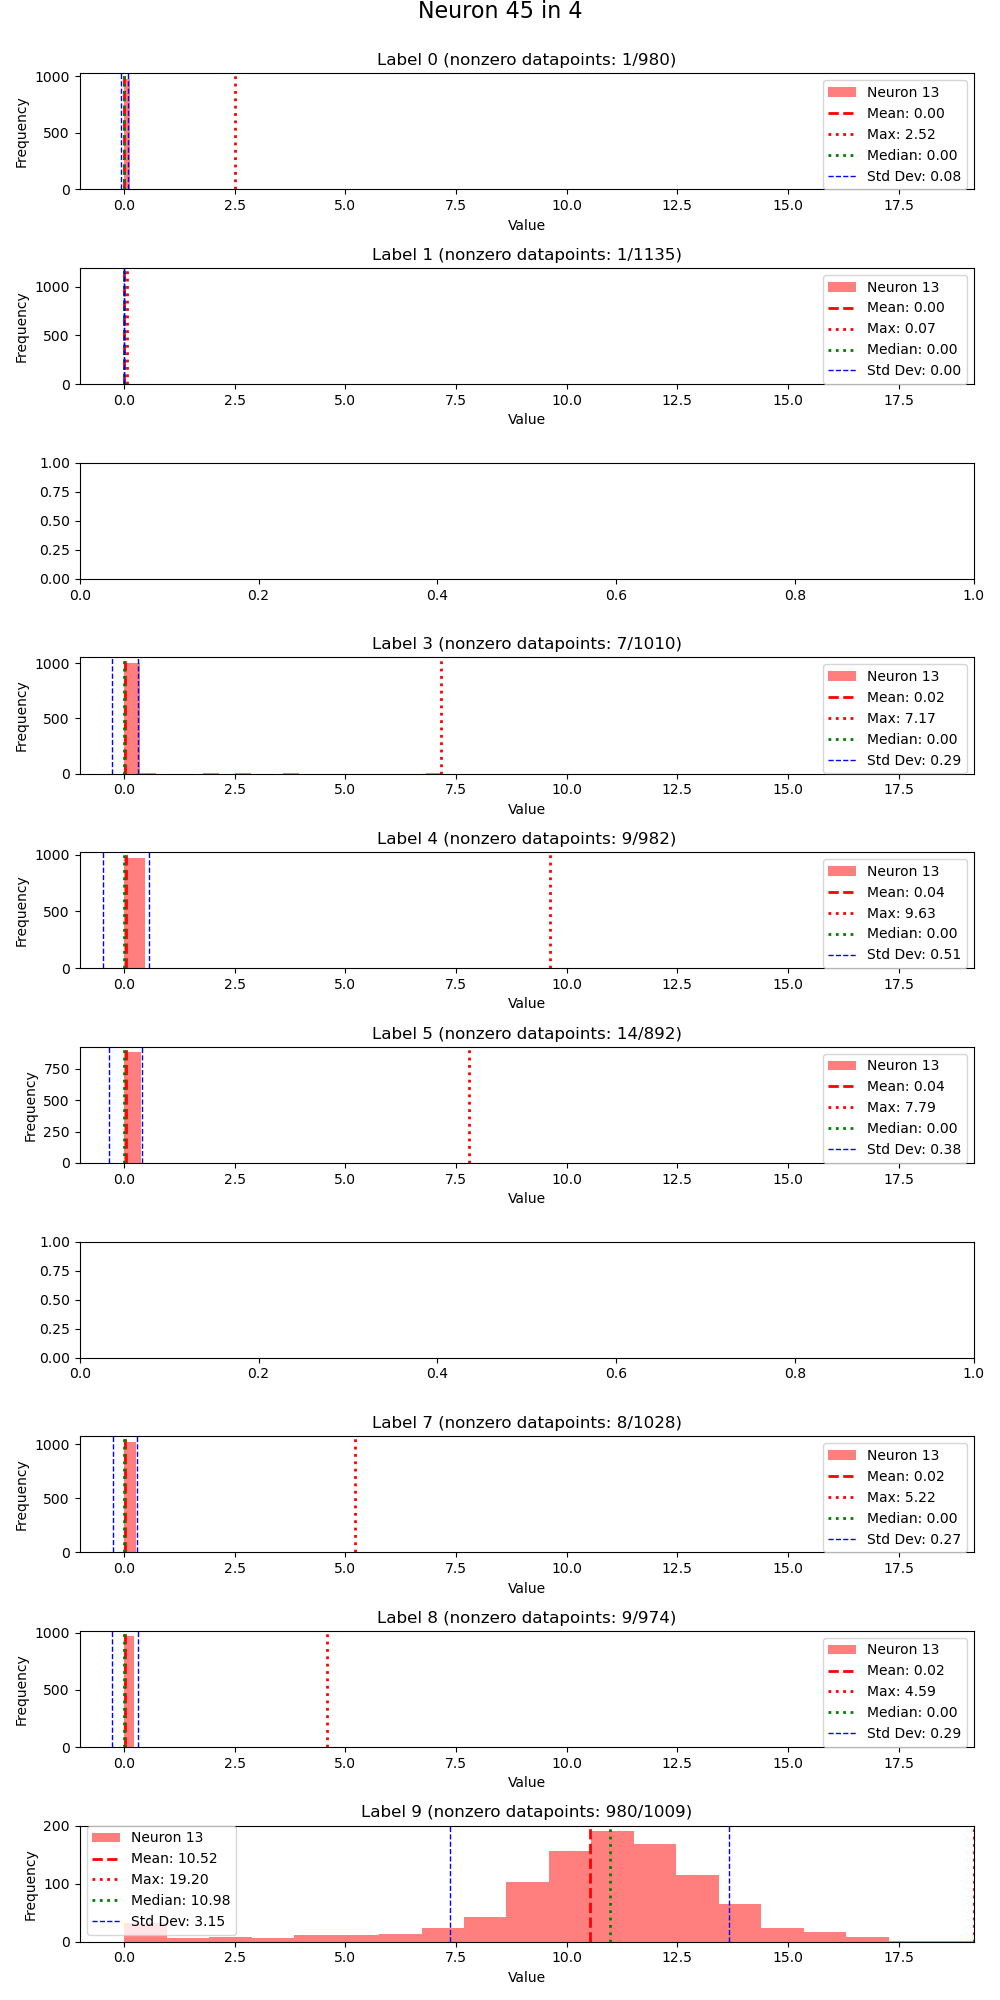 Neuron 45 in 4
Label 0 (nonzero datapoints: 1/980)
Frequency
1000
500
0
Neuron 13
Mean: 0.00
Max: 2.52
Median: 0.00
Std Dev: 0.08
0.0 2.5 5.0 7.5 10.0 12.5 15.0 17.5
Value
Label 1 (nonzero datapoints: 1/1135)
Frequency
1000
500
0
Neuron 13
Mean: 0.00
Max: 0.07
Median: 0.00
Std Dev: 0.00
0.0 2.5 5.0 7.5 10.0 12.5 15.0 17.5
Value
1.00
0.75
0.50
0.25
0.00
0.0 0.2 0.4 0.6 0.8 1.0
Label 3 (nonzero datapoints: 7/1010)
Frequency
1000
500
0
Neuron 13
Mean: 0.02
Max: 7.17
Median: 0.00
Std Dev: 0.29
0.0 2.5 5.0 7.5 10.0 12.5 15.0 17.5
Value
Label 4 (nonzero datapoints: 9/982)
Frequency
1000
500
0
Neuron 13
Mean: 0.04
Max: 9.63
Median: 0.00
Std Dev: 0.51
0.0 2.5 5.0 7.5 10.0 12.5 15.0 17.5
Value
Label 5 (nonzero datapoints: 14/892)
Frequency
750
500
250
0
Neuron 13
Mean: 0.04
Max: 7.79
Median: 0.00
Std Dev: 0.38
0.0 2.5 5.0 7.5 10.0 12.5 15.0 17.5
Value
1.00
0.75
0.50
0.25
0.00
0.0 0.2 0.4 0.6 0.8 1.0
Label 7 (nonzero datapoints: 8/1028)
Frequency
1000
500
0
Neuron 13
Mean: 0.02
Max: 5.22
Median: 0.00
Std Dev: 0.27
0.0 2.5 5.0 7.5 10.0 12.5 15.0 17.5
Value
Label 8 (nonzero datapoints: 9/974)
Frequency
1000
500
0
Neuron 13
Mean: 0.02
Max: 4.59
Median: 0.00
Std Dev: 0.29
0.0 2.5 5.0 7.5 10.0 12.5 15.0 17.5
Value
Label 9 (nonzero datapoints: 980/1009)
Frequency
200
100
0
Neuron 13
Mean: 10.52
Max: 19.20
Median: 10.98
Std Dev: 3.15
0.0 2.5 5.0 7.5 10.0 12.5 15.0 17.5
Value